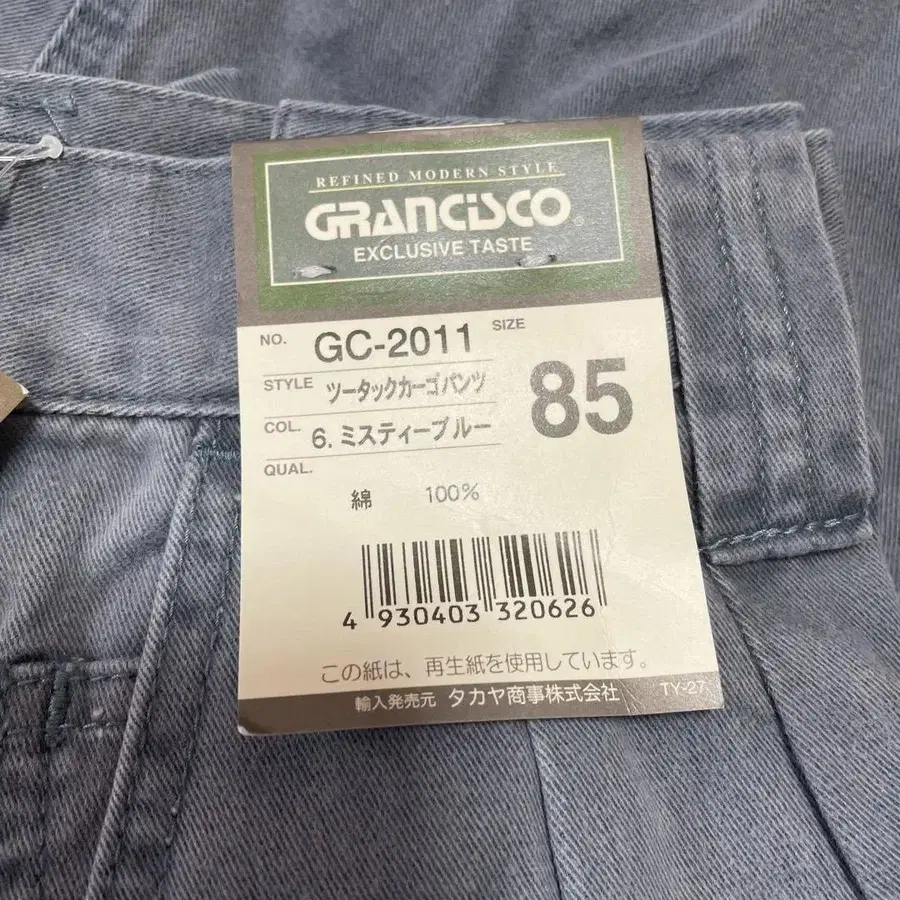 REFINED MODERN STYLE
GRANCiSCO®
EXCLUSIVE TASTE
NO. GC-2011
SIZE 85
STYLE ツータックカーゴパンツ
COL. 6. ミスティーブルー
QUAL.
綿 100%
4 930403 320626
この紙は、再生紙を使用しています。
輸入発売元 タカヤ商事株式会社 TY-27